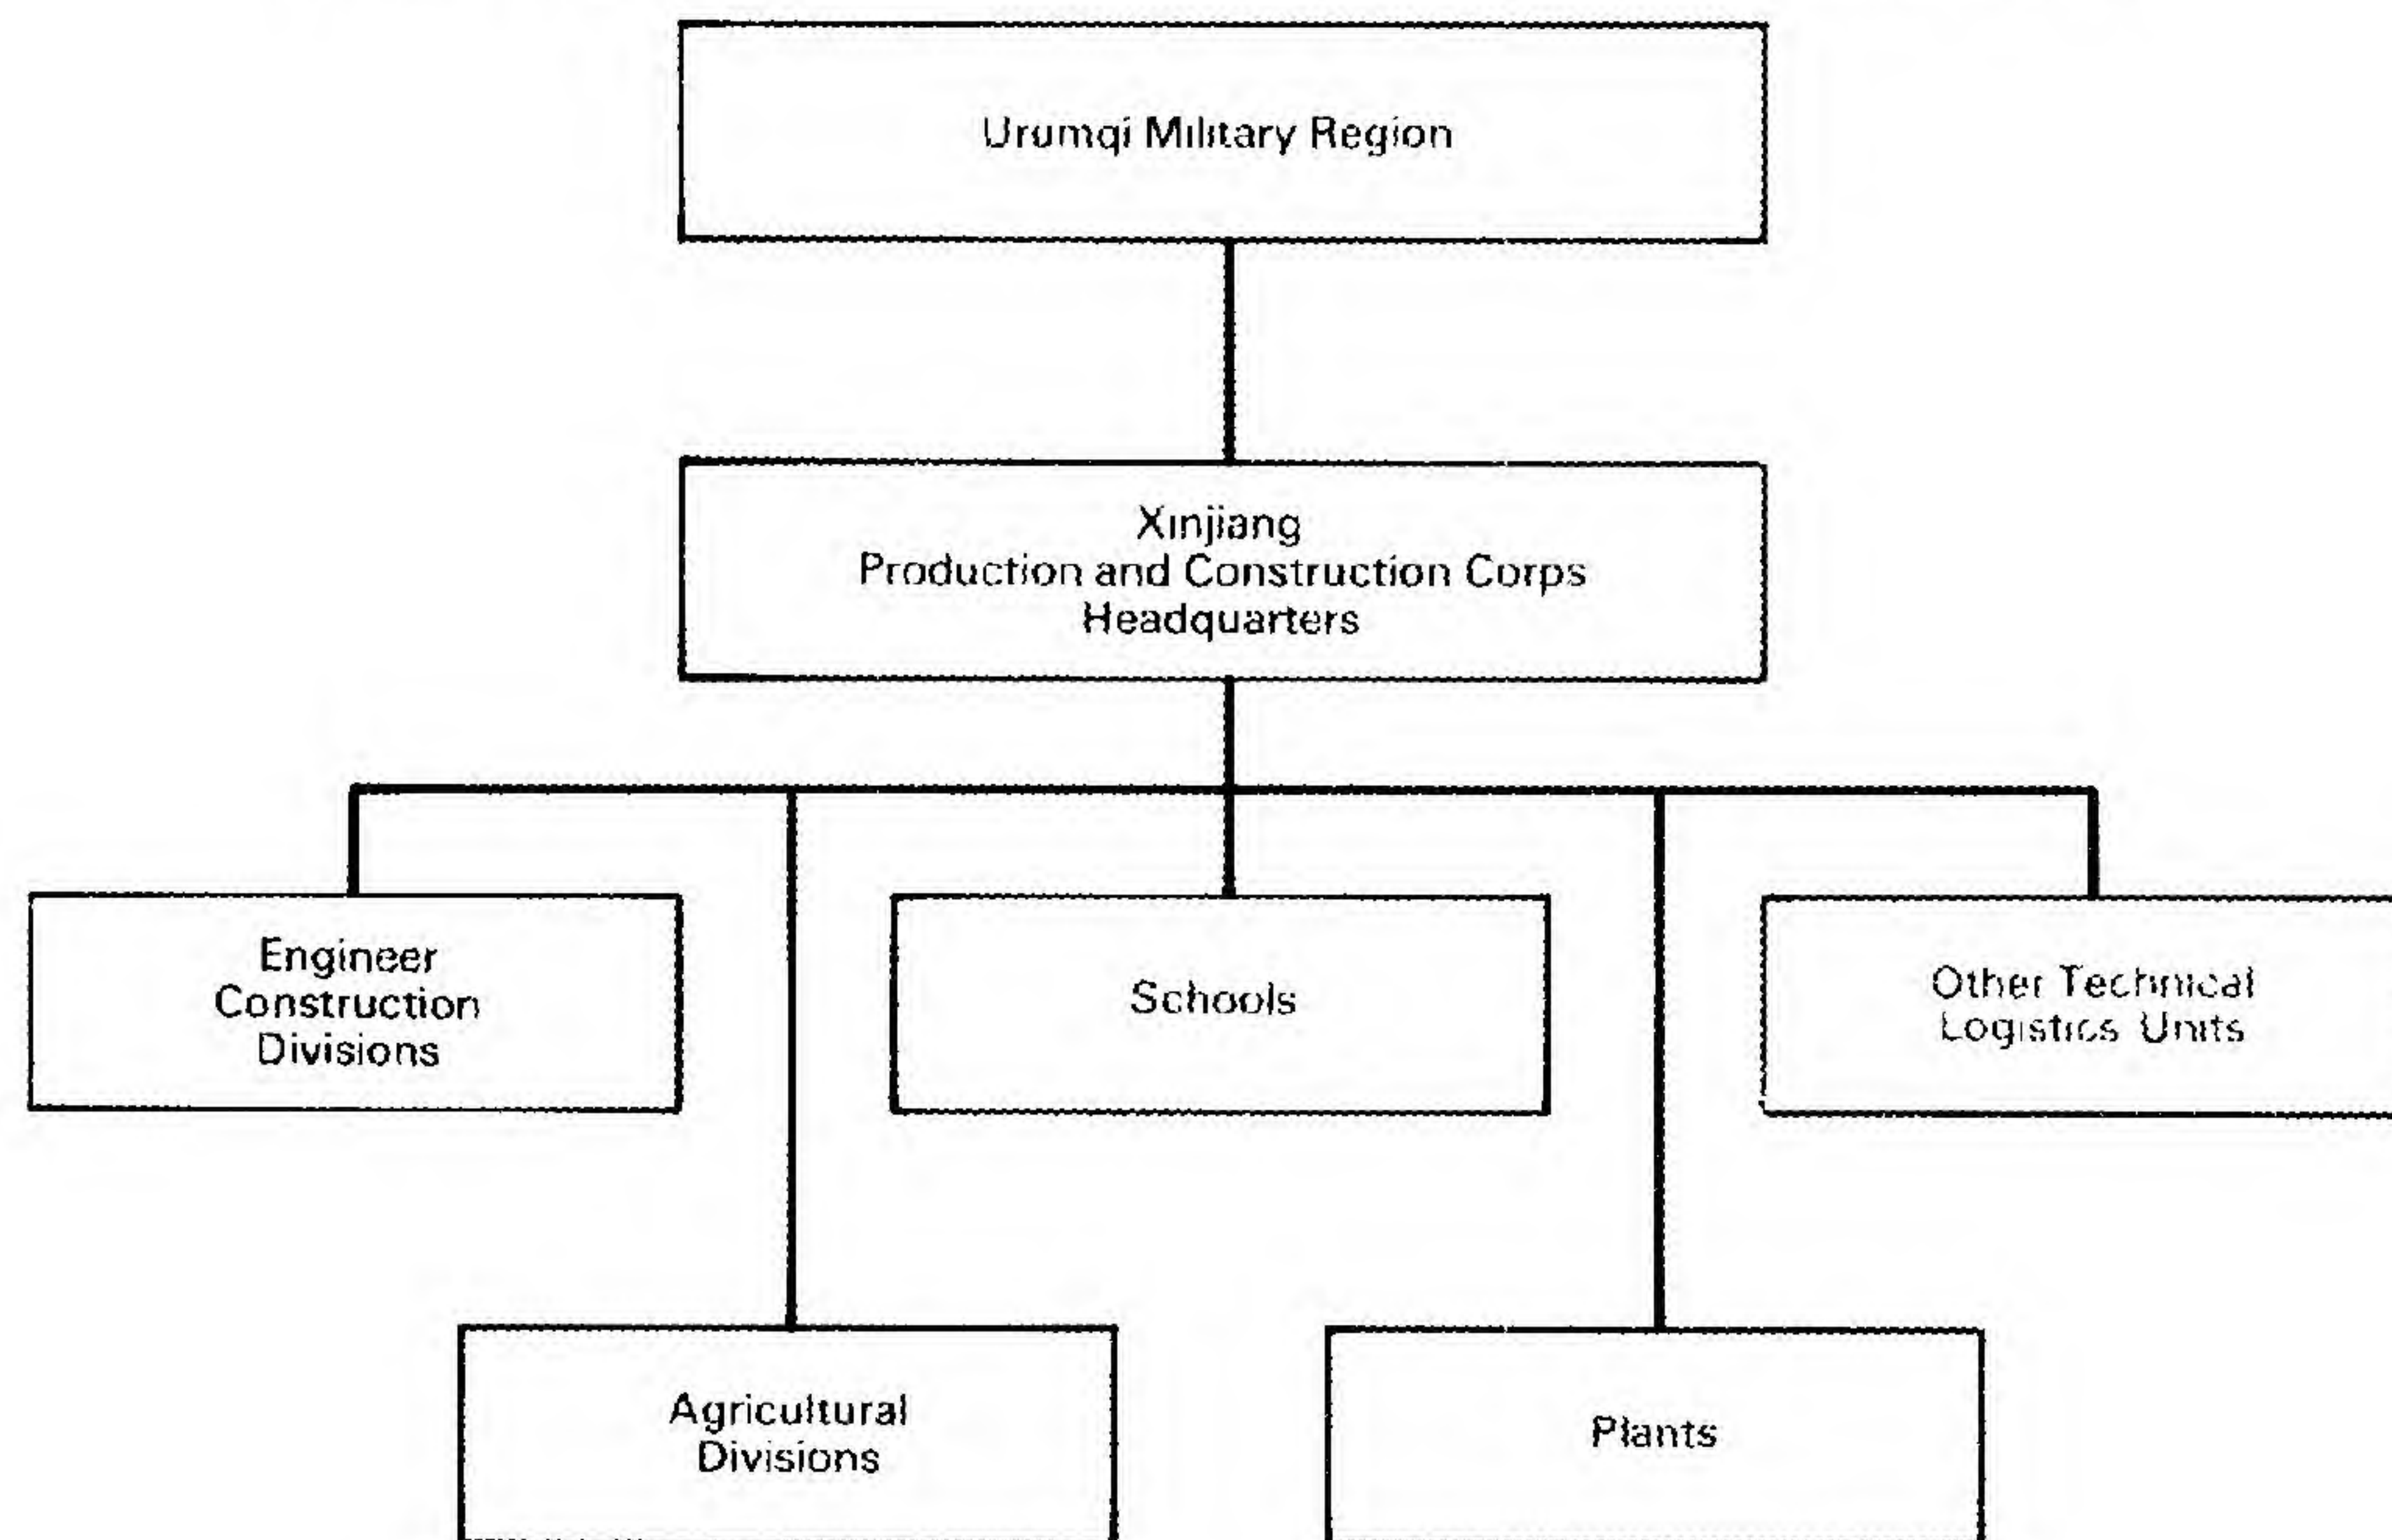 Urumqi Military Region
Xinjiang
Production and Construction Corps
Headquarters
Engineer
Construction
Divisions
Schools
Other Technical
Logistics Units
Agricultural
Divisions
Plants